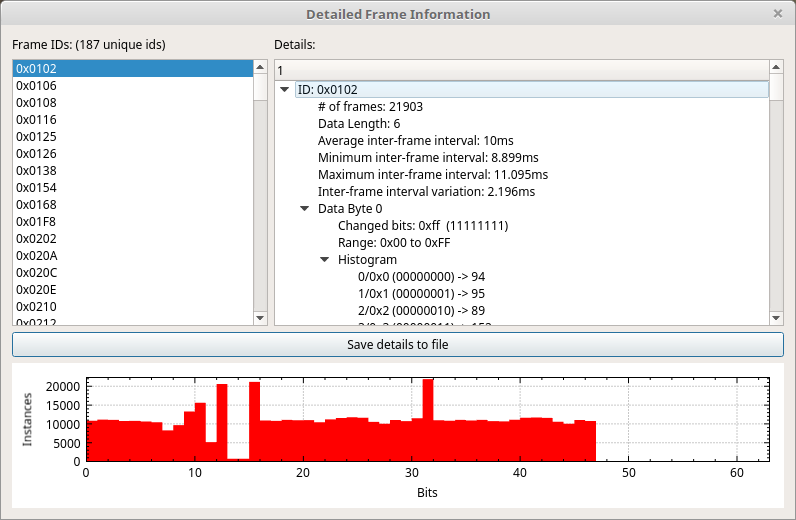 Detailed Frame Information
Frame IDs: (187 unique ids)
0x0102
0x0106
0x0108
0x0116
0x0125
0x0126
0x0138
0x0154
0x0168
0x01F8
0x0202
0x020A
0x020C
0x020E
0x0210
0x0212
Details:
1
ID: 0x0102
# of frames: 21903
Data Length: 6
Average inter-frame interval: 10ms
Minimum inter-frame interval: 8.899ms
Maximum inter-frame interval: 11.095ms
Inter-frame interval variation: 2.196ms
Data Byte 0
Changed bits: 0xff (11111111)
Range: 0x00 to 0xFF
Histogram
0/0x0 (00000000) -> 94
1/0x1 (00000001) -> 95
2/0x2 (00000010) -> 89
Save details to file
Instances
20000
15000
10000
5000
0
0 10 20 30 40 50 60
Bits